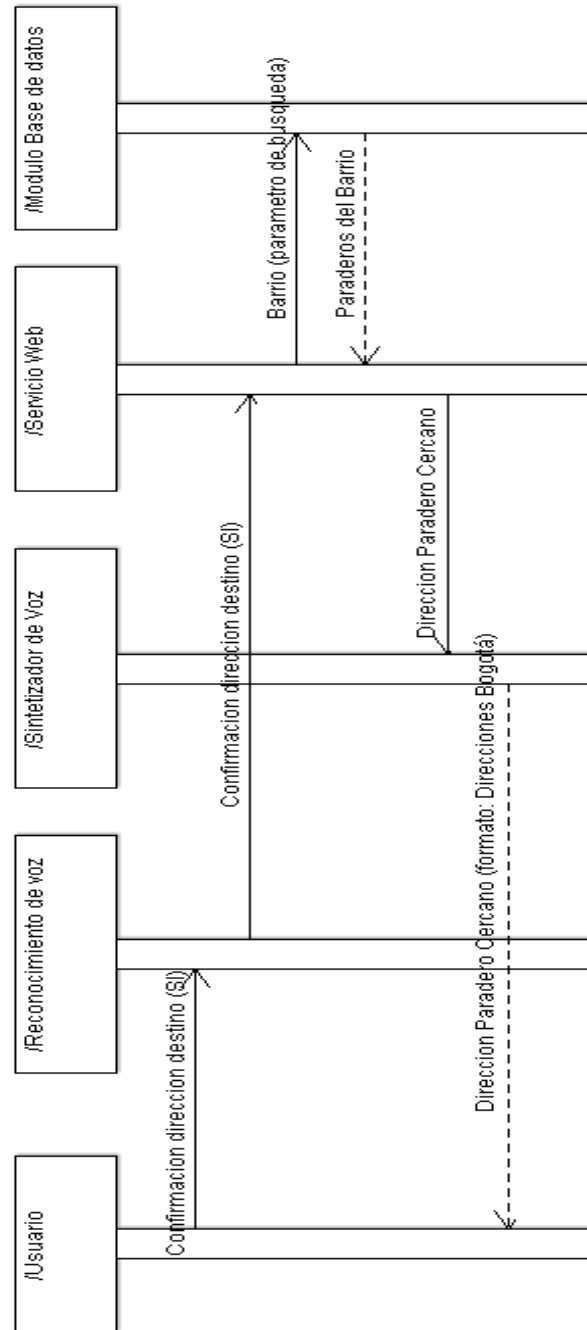 /Usuario
/Reconocimiento de voz
/Sintetizador de Voz
/Servicio Web
/Modulo Base de datos
Confirmacion direccion destino (SI)
Confirmacion direccion destino (SI)
Barrio (parametro de busqueda)
Paraderos del Barrio
Direccion Paradero Cercano
Direccion Paradero Cercano (formato: Direcciones Bogotá)